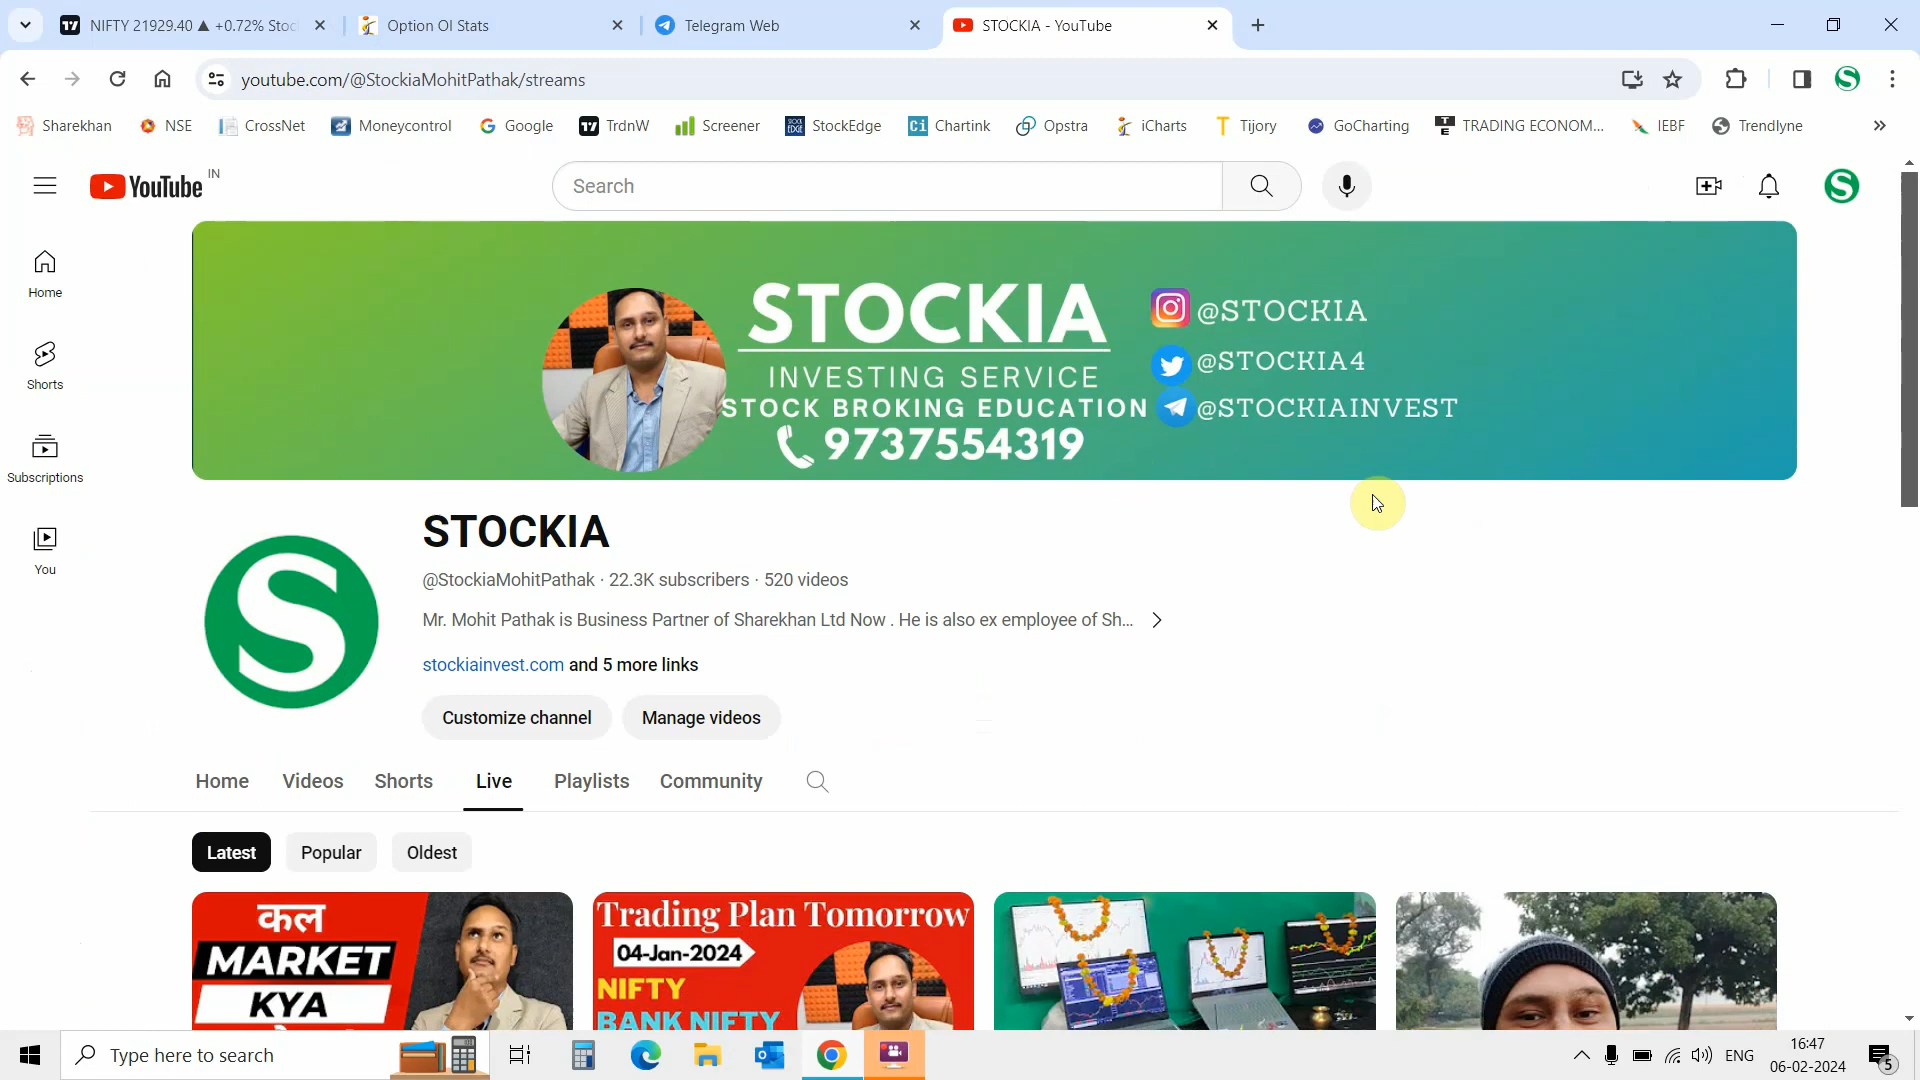 NIFTY 21929.40 ▲ +0.72% Stoc
Option OI Stats
Telegram Web
STOCKIA - YouTube
youtube.com/@StockiaMohitPathak/streams
Sharekhan
NSE
CrossNet
Moneycontrol
Google
TrdnW
Screener
StockEdge
Chartink
Opstra
iCharts
Tijory
GoCharting
TRADING ECONOM...
IEBF
Trendlyne
»
YouTube IN
Search
Home
Shorts
Subscriptions
You
STOCKIA
INVESTING SERVICE
STOCK BROKING EDUCATION
9737554319
@STOCKIA
@STOCKIA4
@STOCKIAINVEST
STOCKIA
@StockiaMohitPathak · 22.3K subscribers · 520 videos
Mr. Mohit Pathak is Business Partner of Sharekhan Ltd Now . He is also ex employee of Sh...
stockiainvest.com and 5 more links
Customize channel
Manage videos
Home
Videos
Shorts
Live
Playlists
Community
Latest
Popular
Oldest
कल
MARKET
KYA
Trading Plan Tomorrow
04-Jan-2024
NIFTY
BANK NIFTY
Type here to search
ENG
16:47
06-02-2024
5